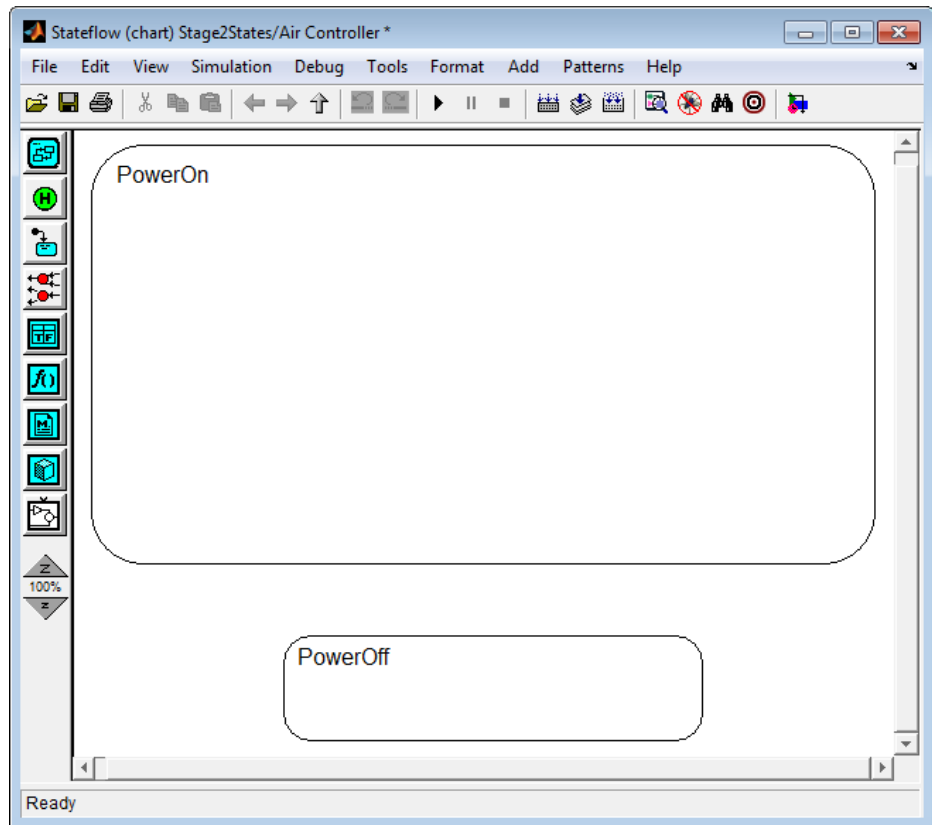 Stateflow (chart) Stage2States/Air Controller *
File Edit View Simulation Debug Tools Format Add Patterns Help
PowerOn
H
T F
f()
M
Z
100%
z
PowerOff
Ready